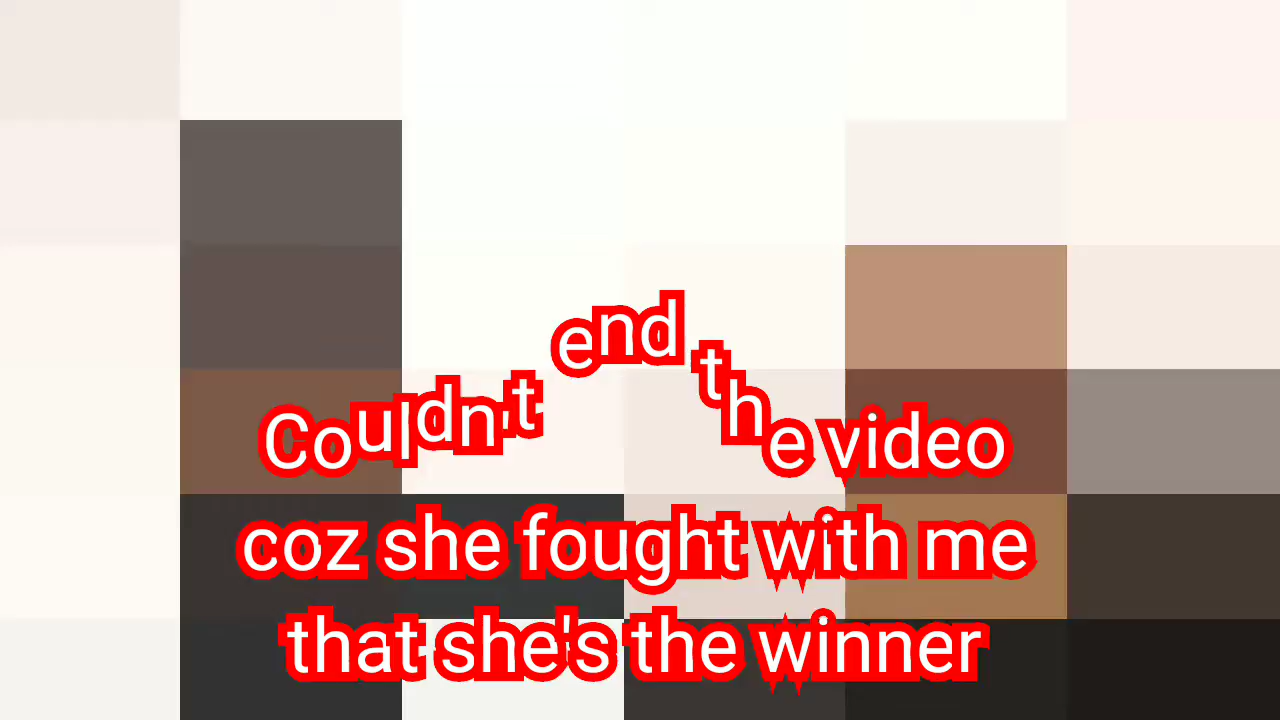 Couldn't end the video
coz she fought with me
that she's the winner